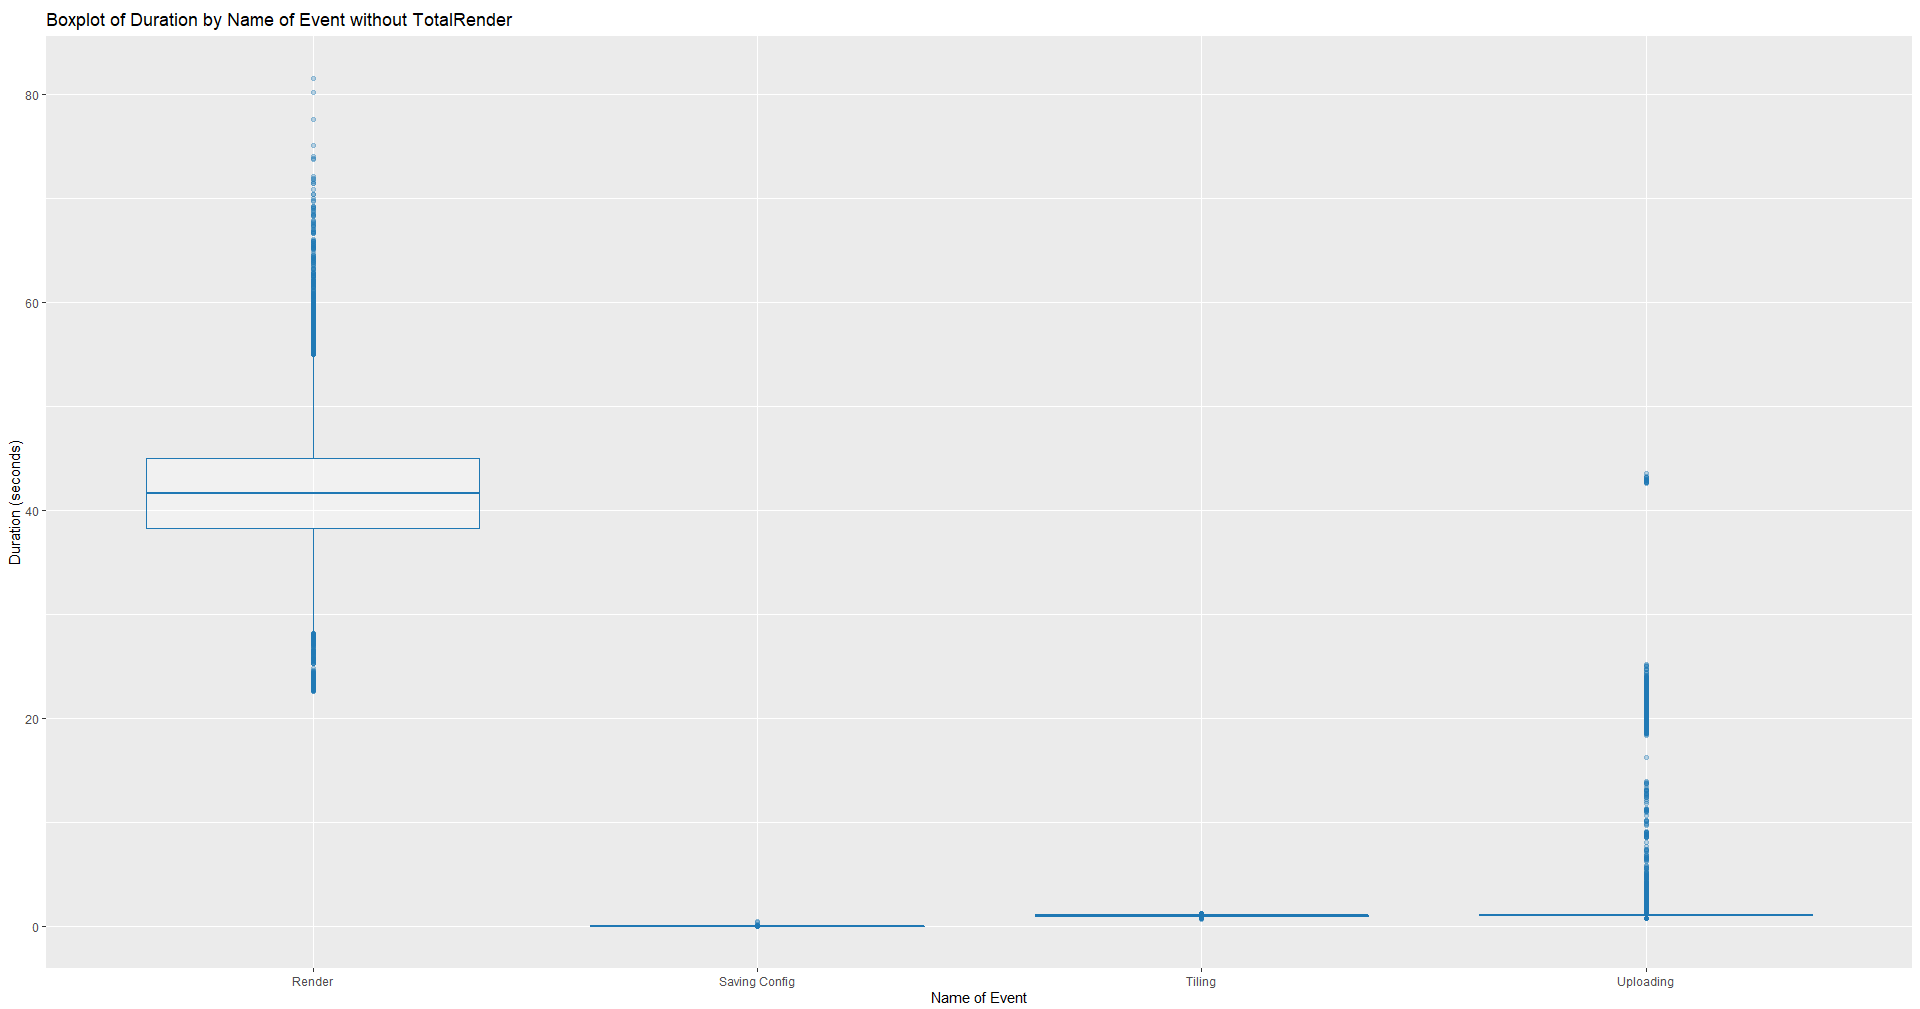 Boxplot of Duration by Name of Event without TotalRender
80
60
40
20
0
Duration (seconds)
Render
Saving Config
Tiling
Uploading
Name of Event